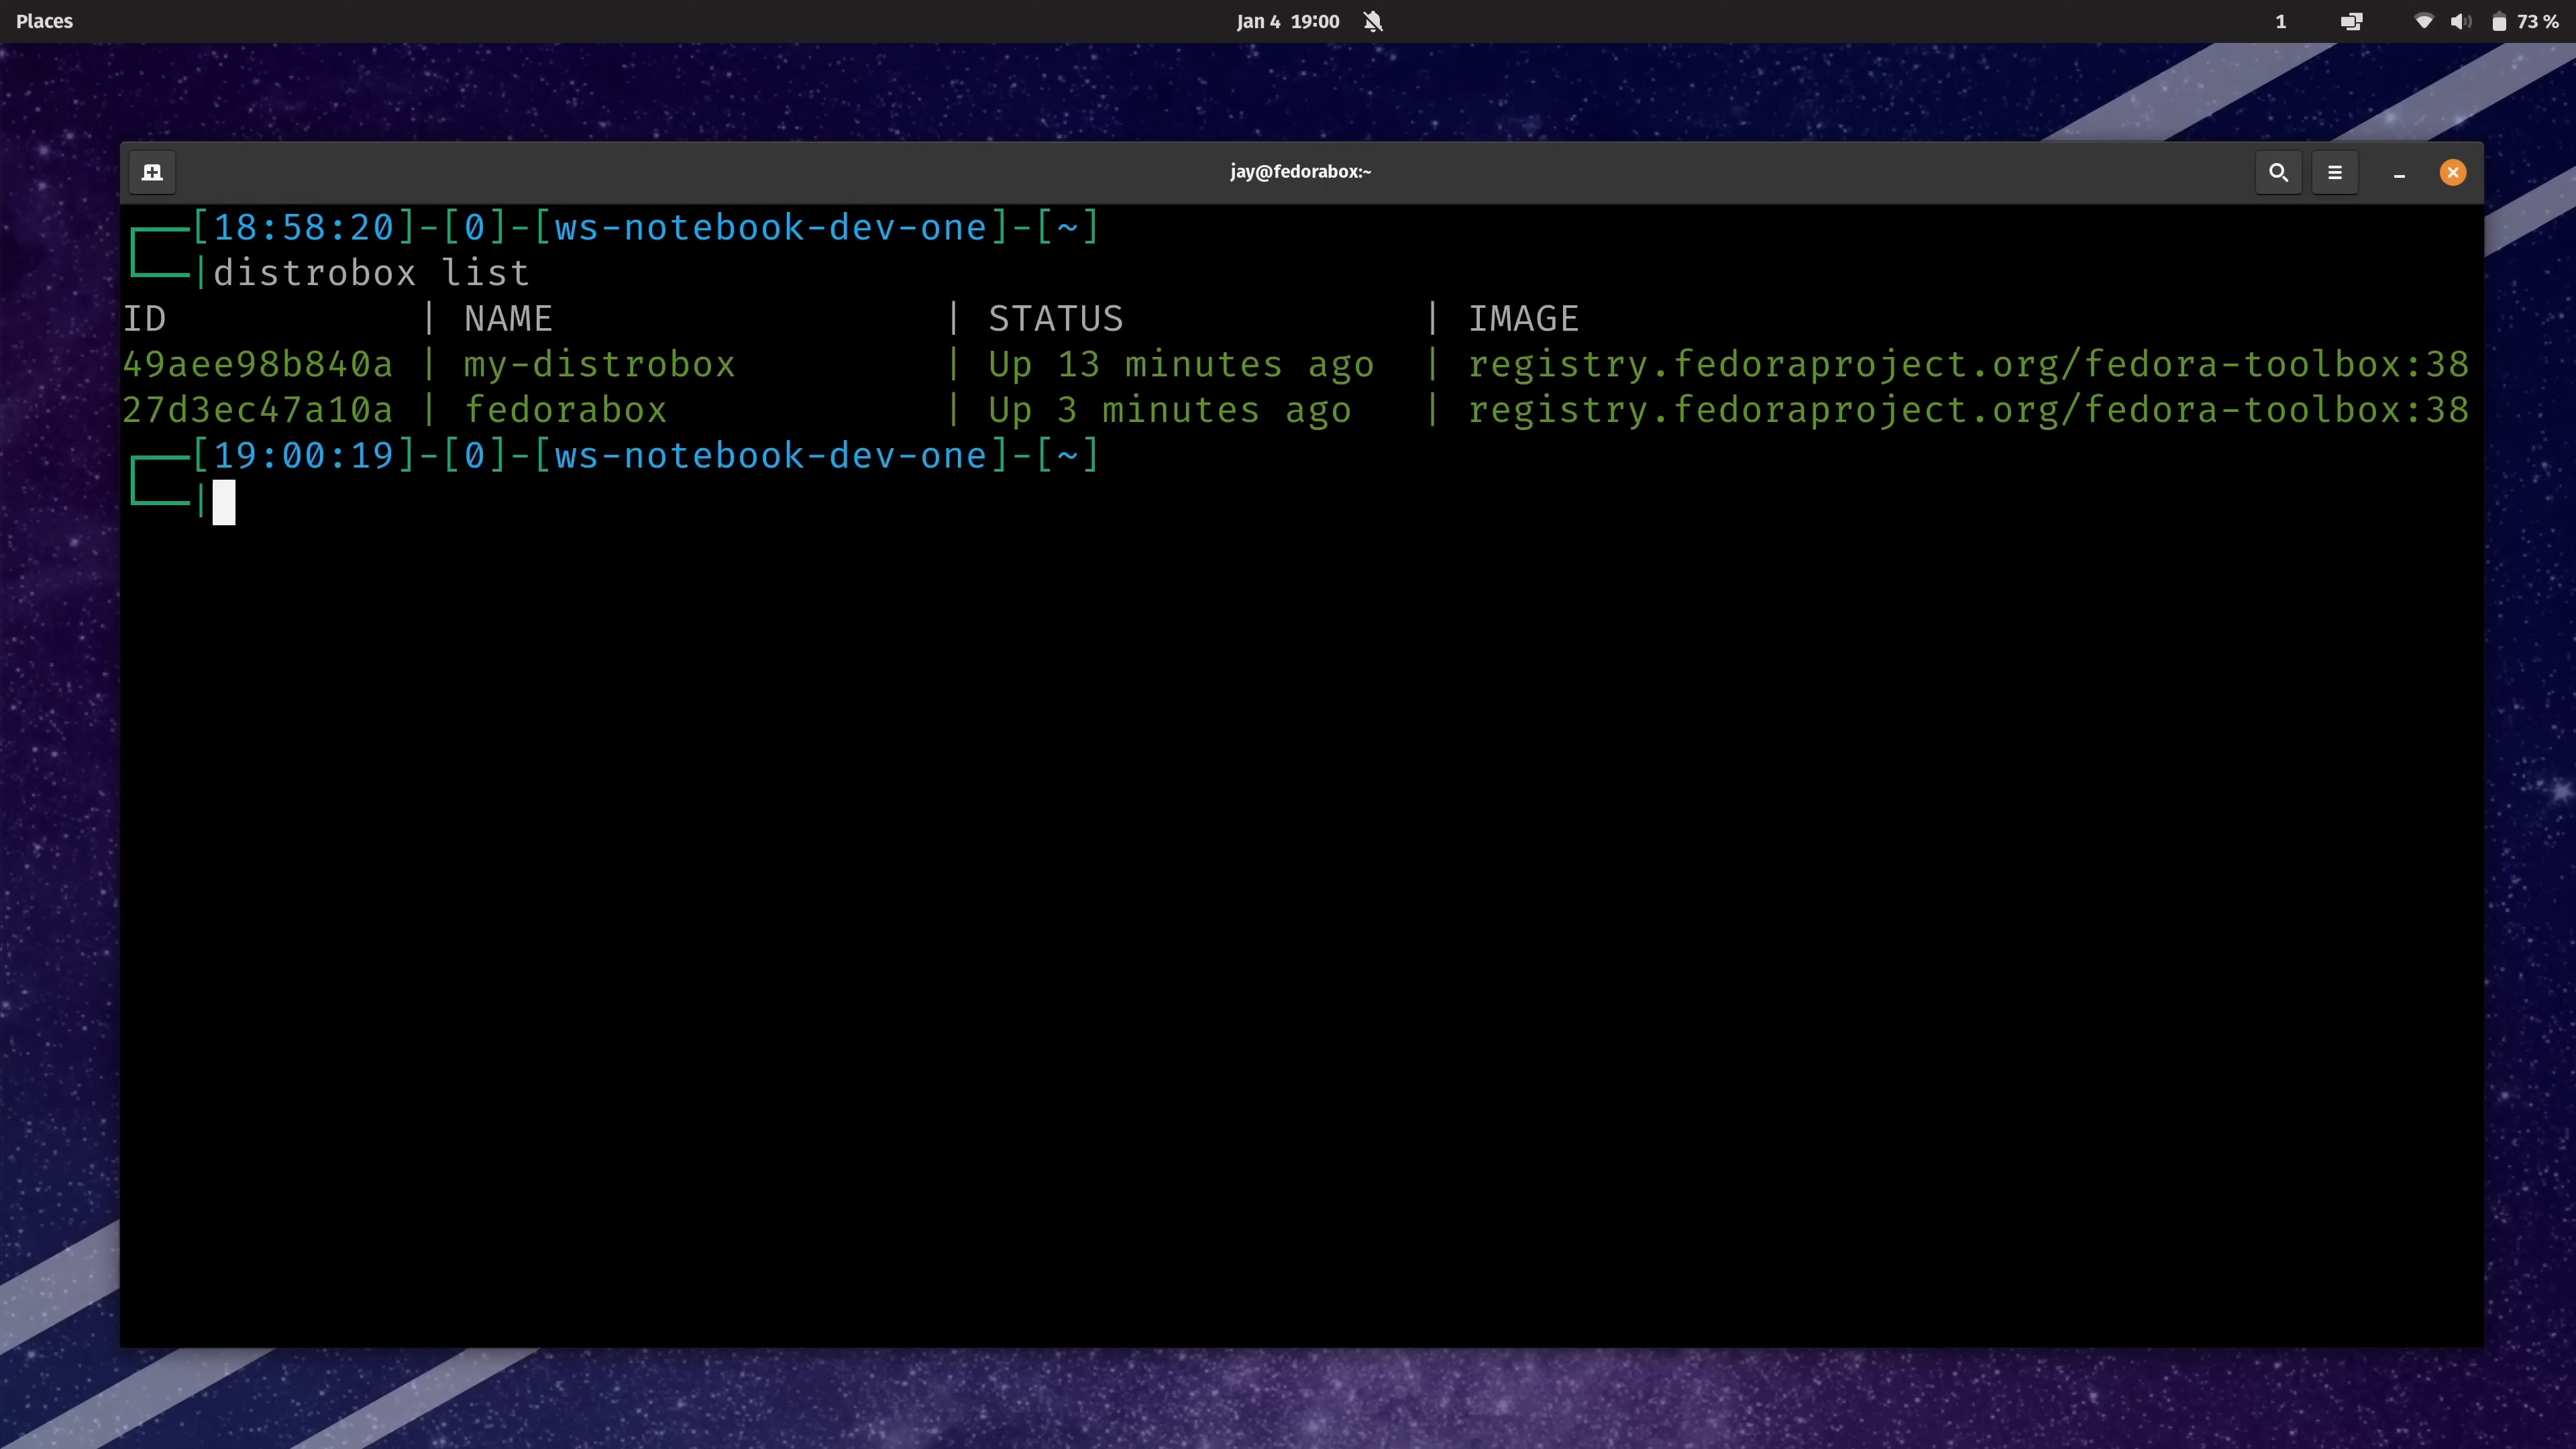 Places
Jan 4 19:00
1
73 %
jay@fedorabox:~
[18:58:20]-[0]-[ws-notebook-dev-one]-[~]
|distrobox list
ID | NAME | STATUS | IMAGE
49aee98b840a | my-distrobox | Up 13 minutes ago | registry.fedoraproject.org/fedora-toolbox:38
27d3ec47a10a | fedorabox | Up 3 minutes ago | registry.fedoraproject.org/fedora-toolbox:38
[19:00:19]-[0]-[ws-notebook-dev-one]-[~]
|